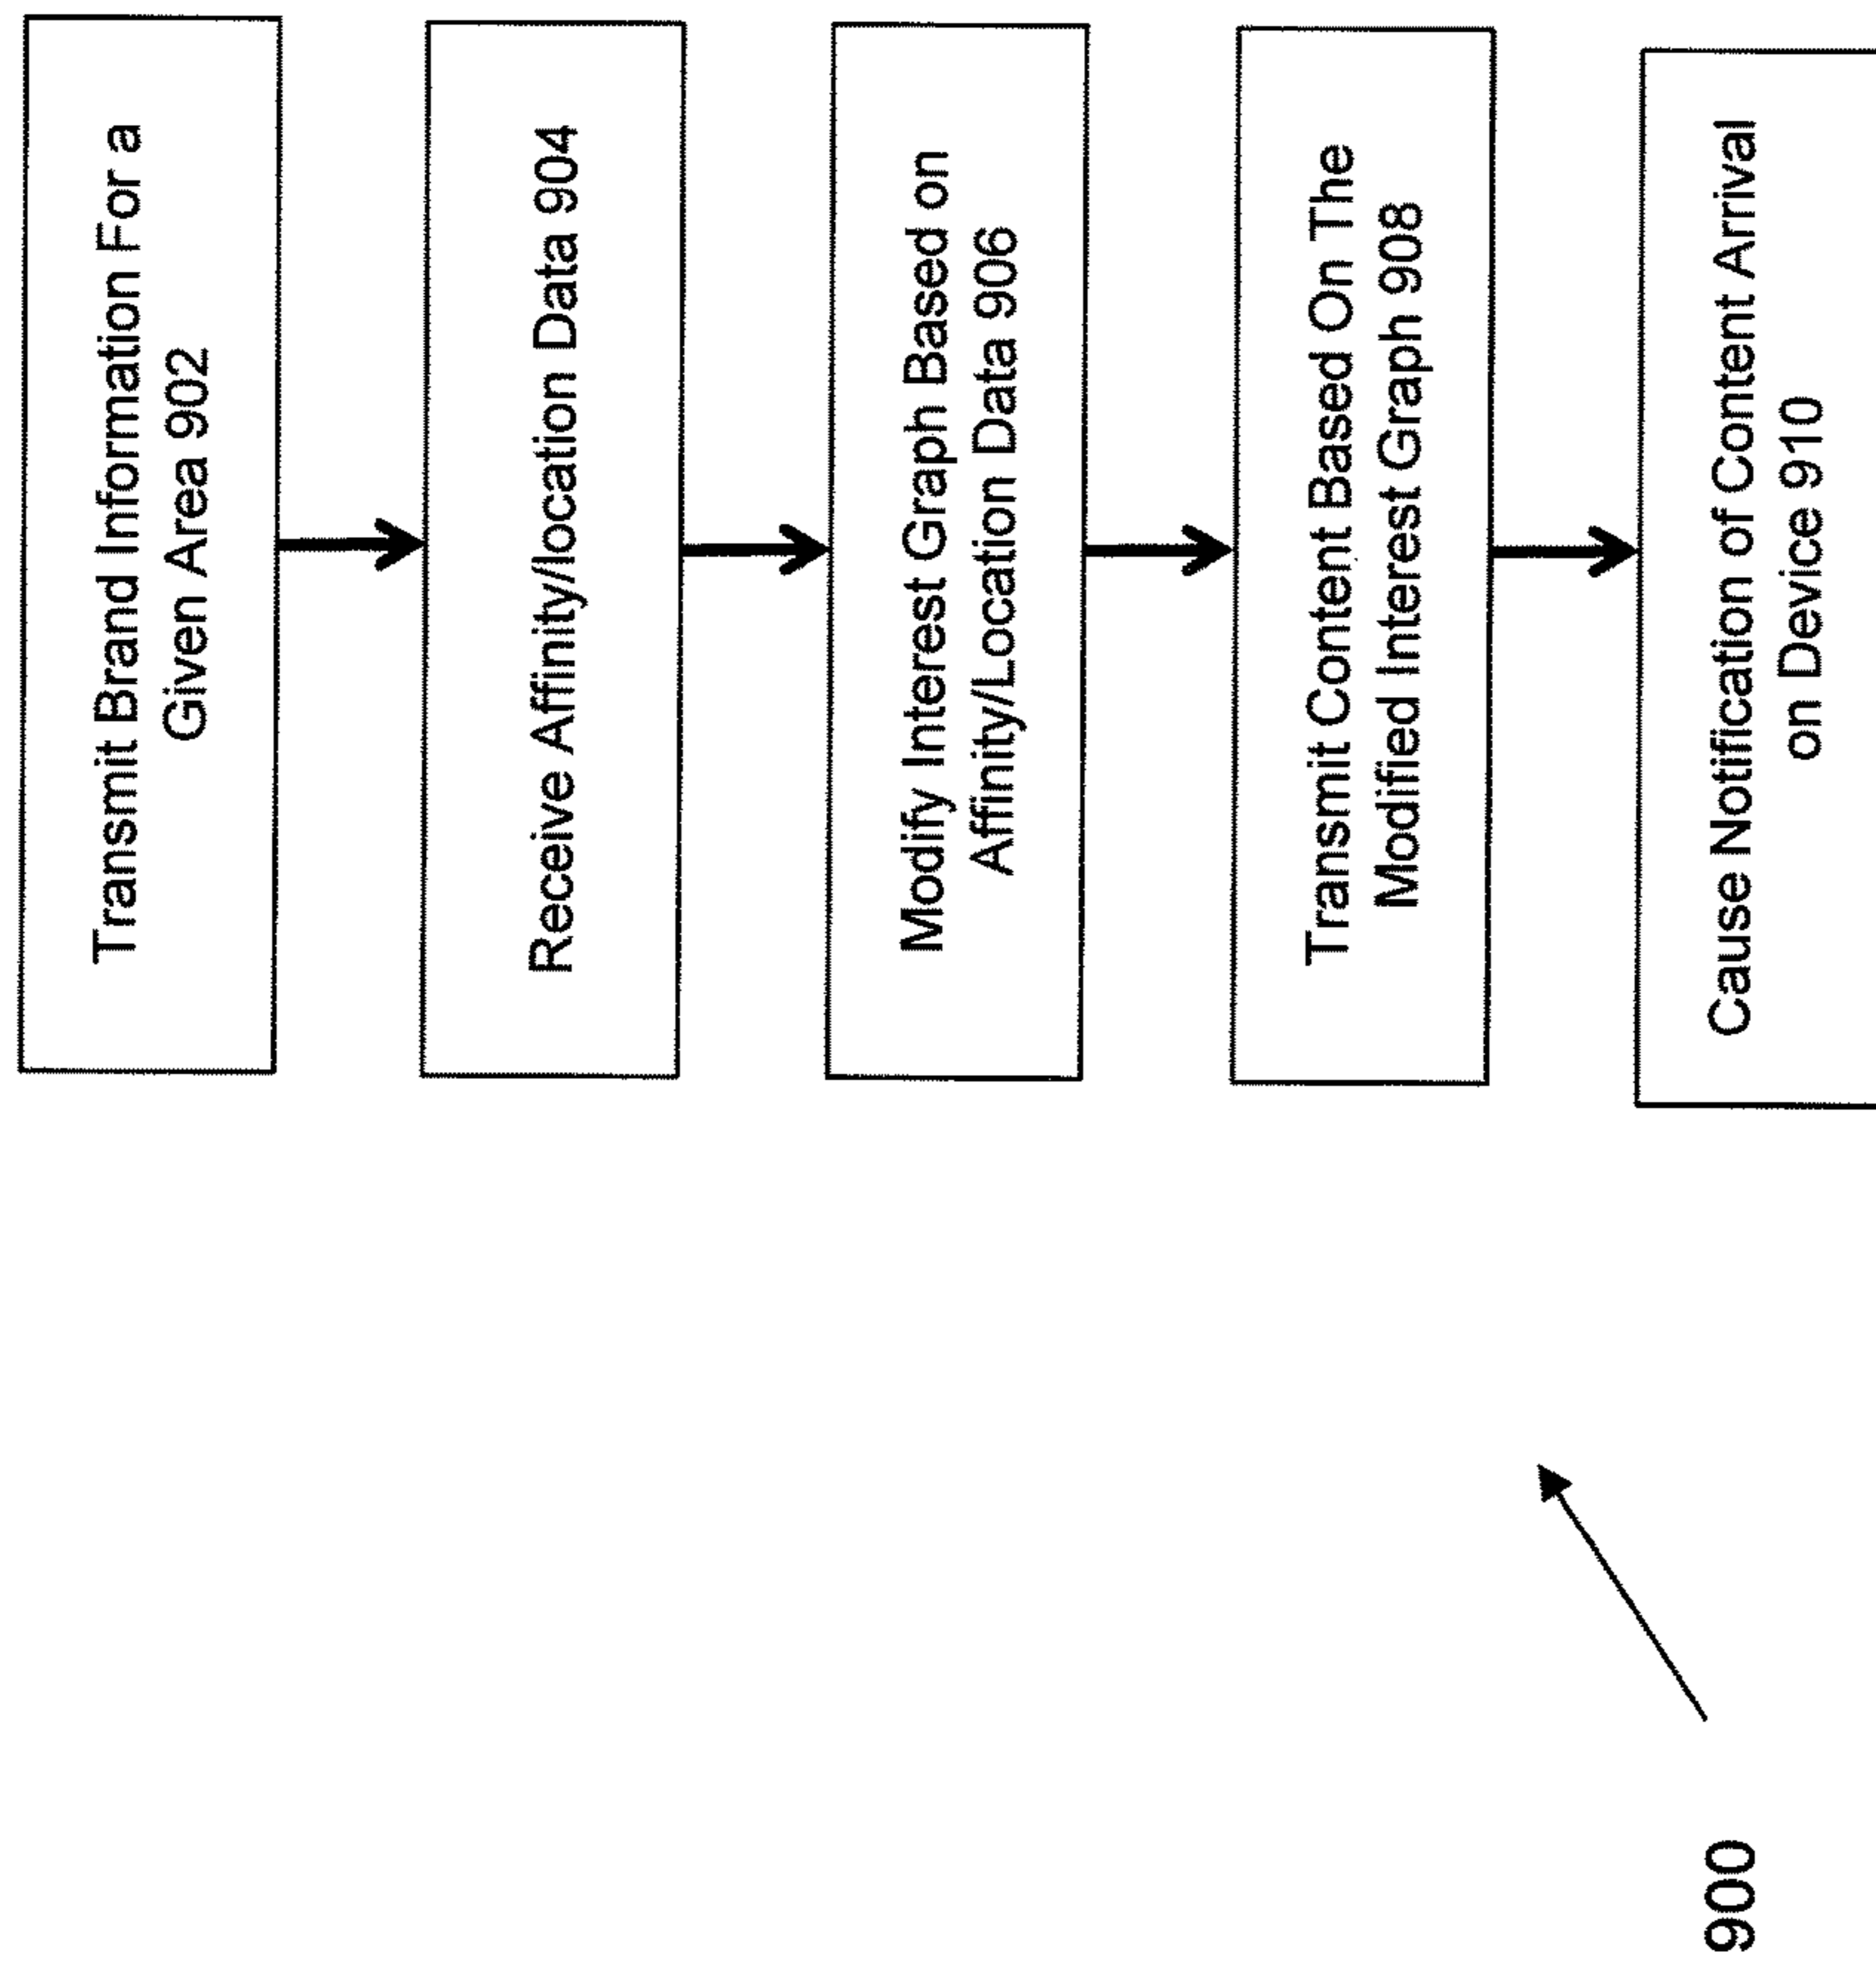 Transmit Brand Information For a
Given Area 902
Receive Affinity/location Data 904
Modify Interest Graph Based on
Affinity/Location Data 906
Transmit Content Based On The
Modified Interest Graph 908
Cause Notification of Content Arrival
on Device 910
900